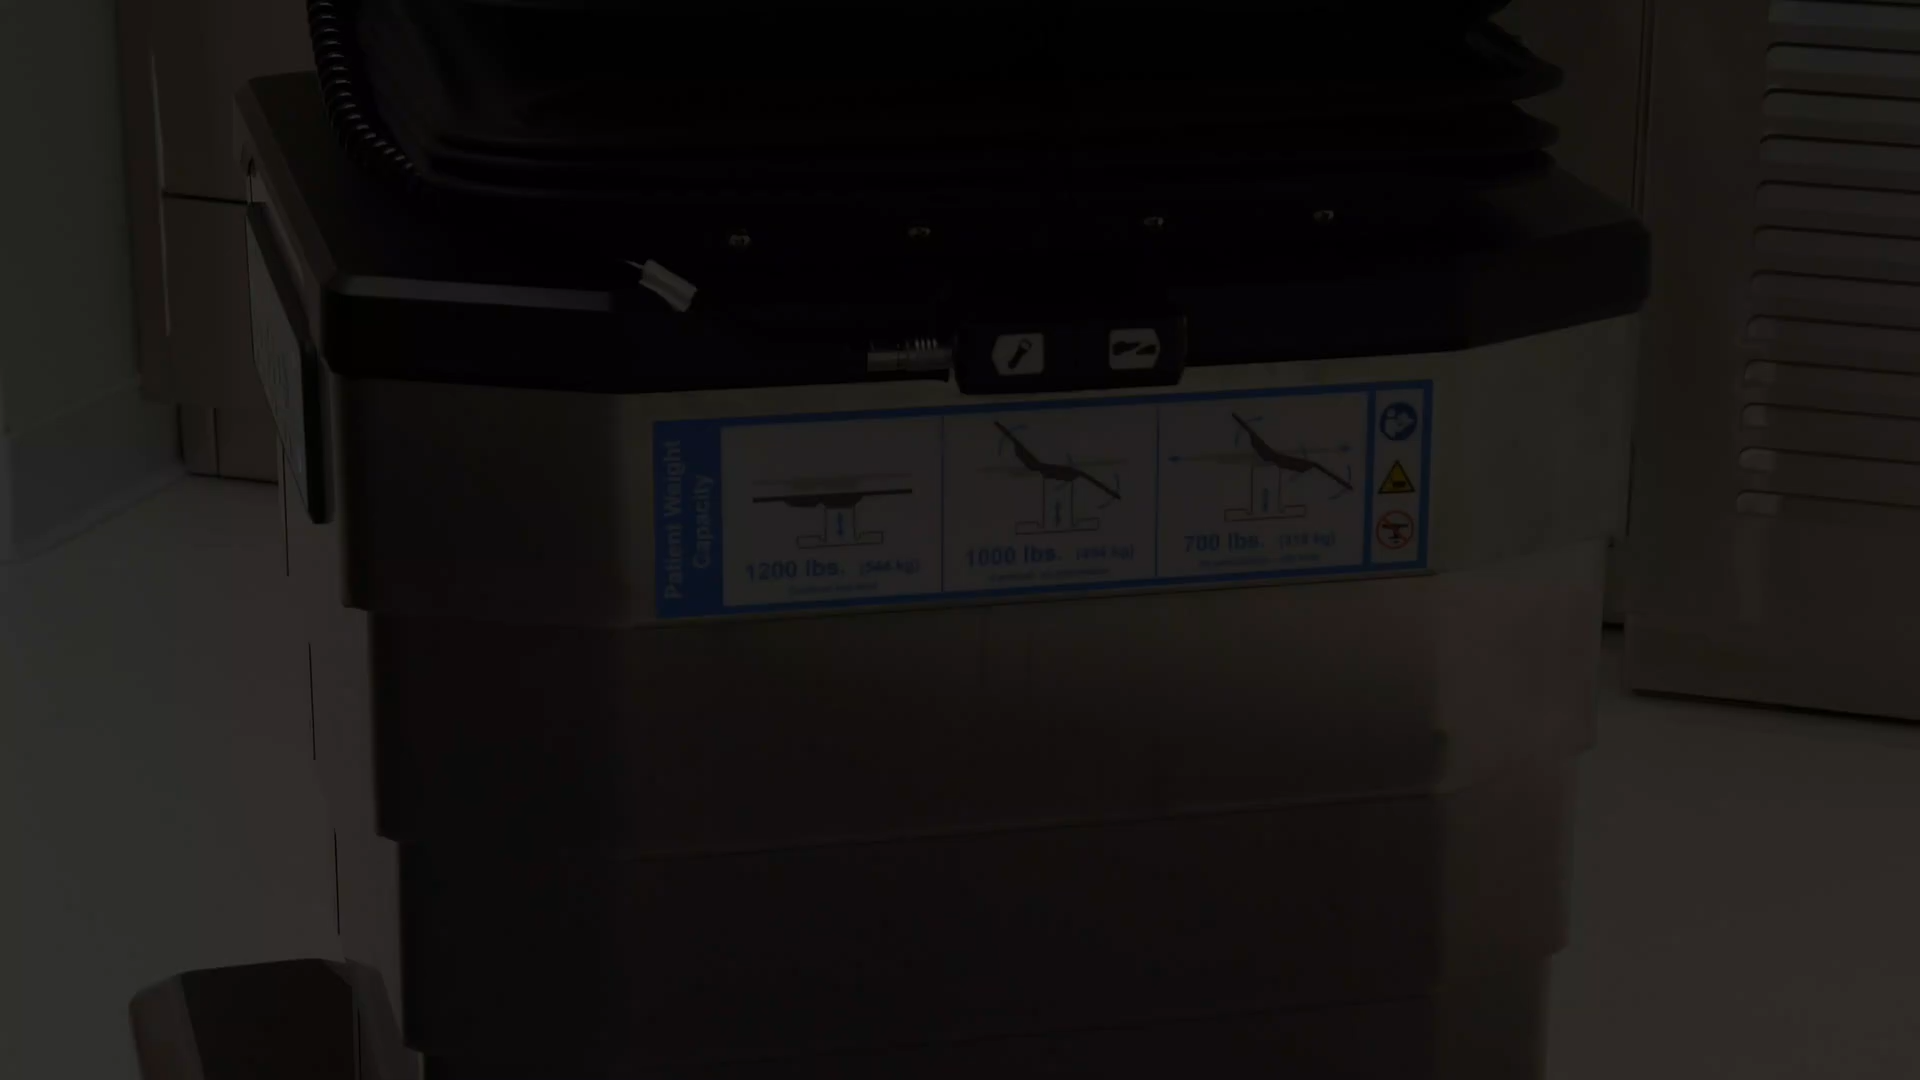 Patient Weight
Capacity
1200 lbs. (544 kg)
1000 lbs. (454 kg)
700 lbs. (318 kg)